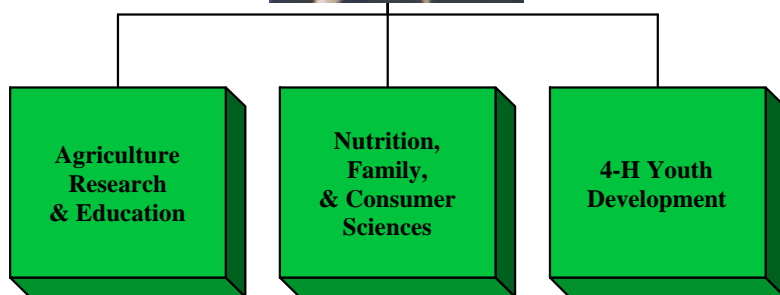 Agriculture
Research
& Education
Nutrition,
Family,
& Consumer
Sciences
4-H Youth
Development